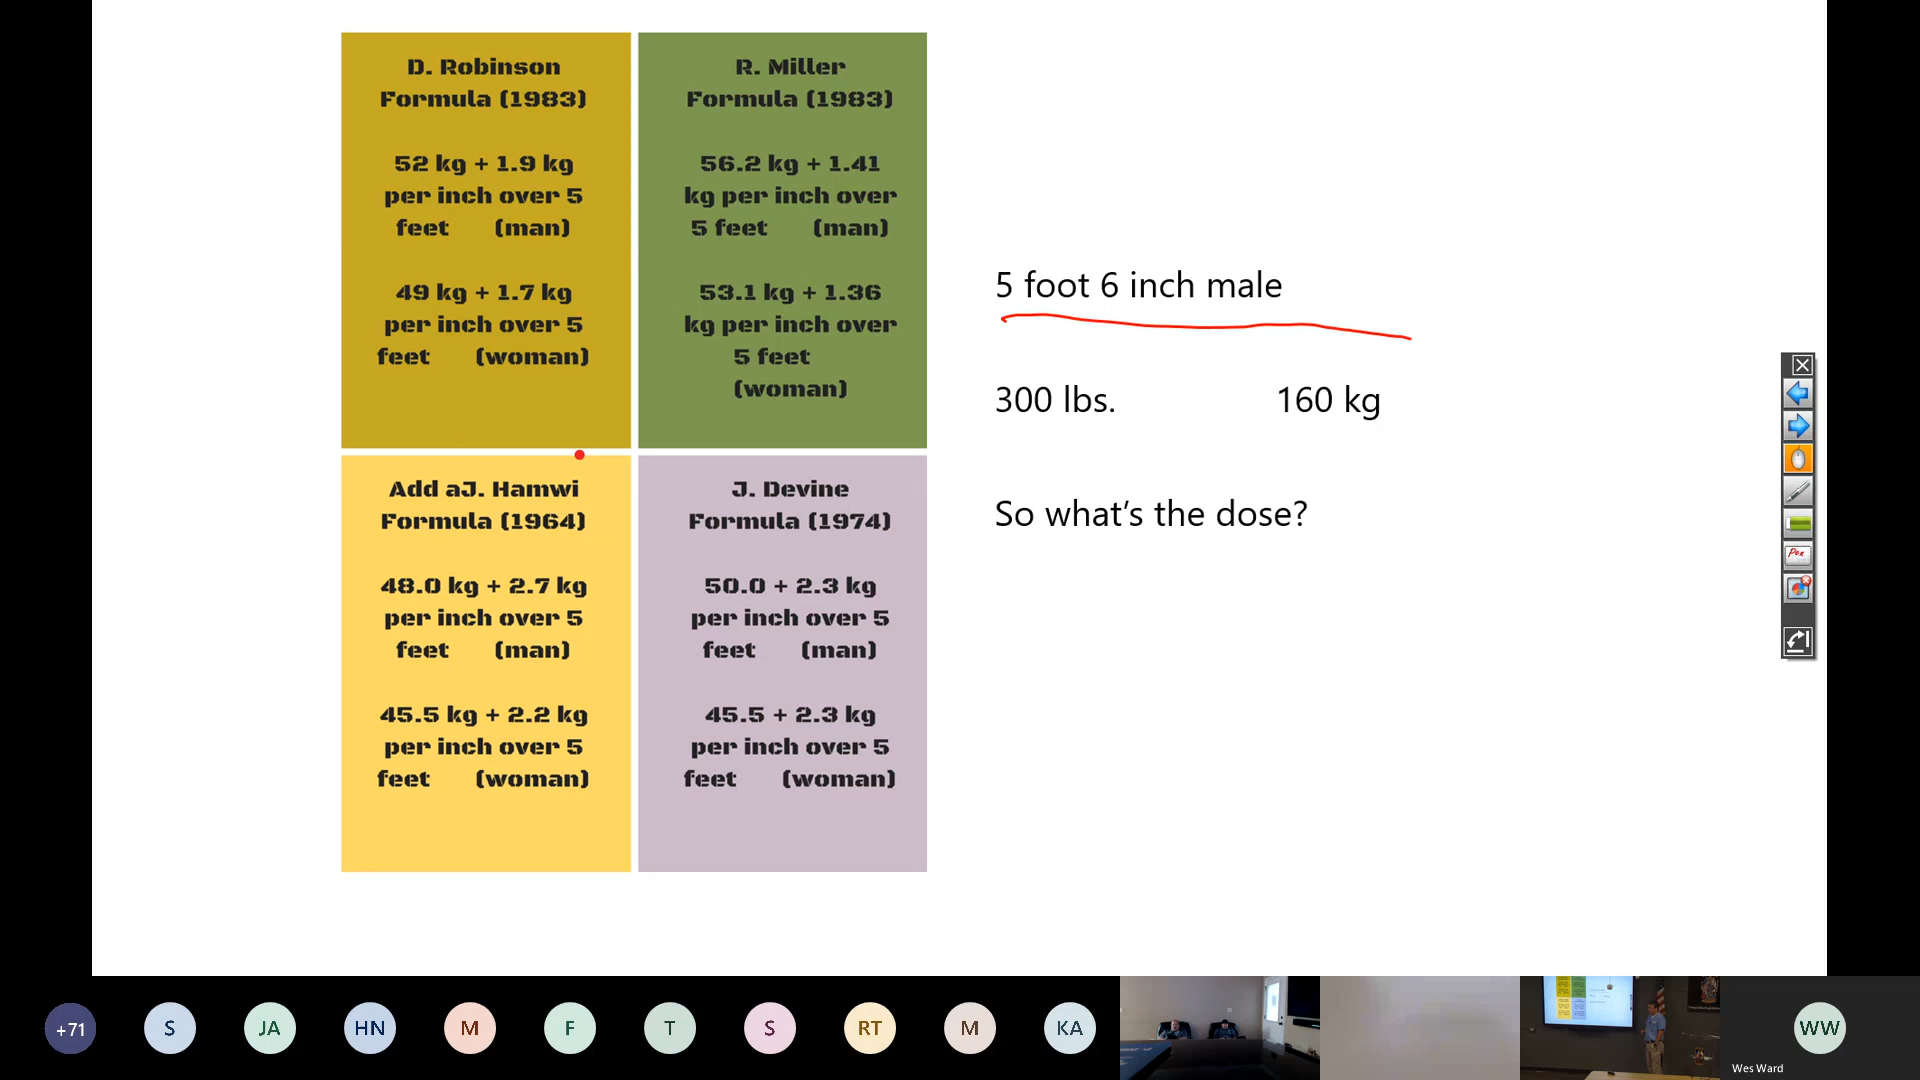 D. Robinson
Formula (1983)
52 kg + 1.9 kg
per inch over 5
feet (man)
49 kg + 1.7 kg
per inch over 5
feet (woman)
R. Miller
Formula (1983)
56.2 kg + 1.41
kg per inch over
5 feet (man)
53.1 kg + 1.36
kg per inch over
5 feet
(woman)
Add aJ. Hamwi
Formula (1964)
48.0 kg + 2.7 kg
per inch over 5
feet (man)
45.5 kg + 2.2 kg
per inch over 5
feet (woman)
J. Devine
Formula (1974)
50.0 + 2.3 kg
per inch over 5
feet (man)
45.5 + 2.3 kg
per inch over 5
feet (woman)
5 foot 6 inch male
300 lbs. 160 kg
So what's the dose?
Pen
+71 S JA HN M F T S RT M KA WW
Wes Ward